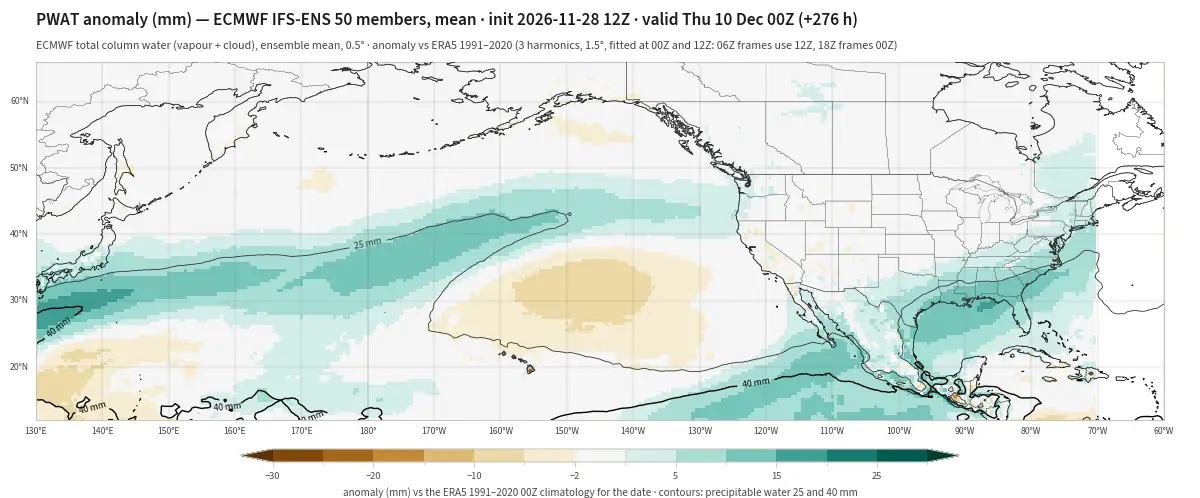 PWAT anomaly (mm) — ECMWF IFS-ENS 50 members, mean · init 2026-11-28 12Z · valid Thu 10 Dec 00Z (+276 h)
ECMWF total column water (vapour + cloud), ensemble mean, 0.5° · anomaly vs ERA5 1991–2020 (3 harmonics, 1.5°, fitted at 00Z and 12Z: 06Z frames use 12Z, 18Z frames 00Z)
60°N
50°N
40°N
30°N
20°N
25 mm
40 mm
40 mm
40 mm
40 mm
130°E 140°E 150°E 160°E 170°E 180° 170°W 160°W 150°W 140°W 130°W 120°W 110°W 100°W 90°W 80°W 70°W 60°W
−30 −20 −10 −2 5 15 25
anomaly (mm) vs the ERA5 1991–2020 00Z climatology for the date · contours: precipitable water 25 and 40 mm